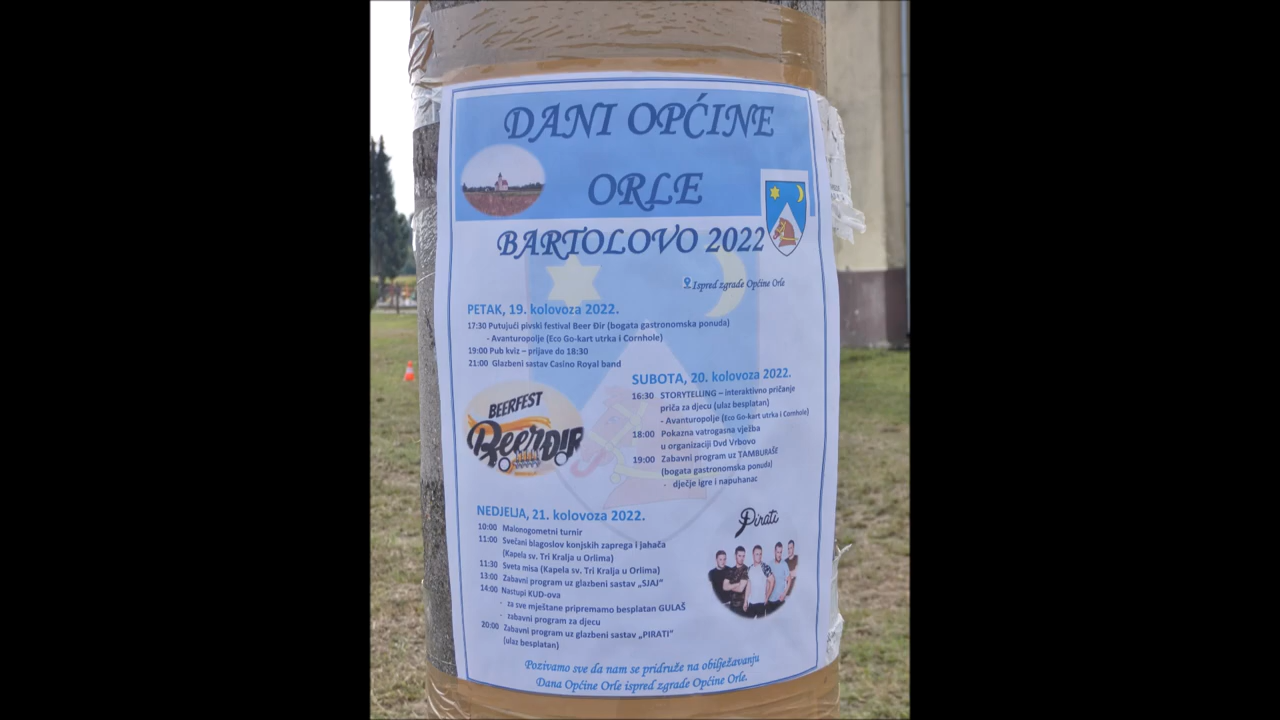 DANI OPĆINE
ORLE
BARTOLOVO 2022
Ispred zgrade Općine Orle
PETAK, 19. kolovoza 2022.
17:30 Putujući pivski festival Beer Đir (bogata gastronomska ponuda)
- Avanturopolje (Eco Go-kart utrka i Cornhole)
19:00 Pub kviz – prijave do 18:30
21:00 Glazbeni sastav Casino Royal band
SUBOTA, 20. kolovoza 2022.
16:30 STORYTELLING – interaktivno pričanje
priča za djecu (ulaz besplatan)
- Avanturopolje (Eco Go-kart utrka i Cornhole)
18:00 Pokazna vatrogasna vježba
u organizaciji Dvd Vrbovo
19:00 Zabavni program uz TAMBURAŠE
(bogata gastronomska ponuda)
- dječje igre i napuhanac
BEERFEST
BeerĐIR
NEDJELJA, 21. kolovoza 2022.
10:00 Malonogometni turnir
11:00 Svečani blagoslov konjskih zaprega i jahača
(Kapela sv. Tri Kralja u Orlima)
11:30 Sveta misa (Kapela sv. Tri Kralja u Orlima)
13:00 Zabavni program uz glazbeni sastav „SJAJ"
14:00 Nastupi KUD-ova
- za sve mještane pripremamo besplatan GULAŠ
- zabavni program za djecu
20:00 Zabavni program uz glazbeni sastav „PIRATI"
(ulaz besplatan)
Pirati
Pozivamo sve da nam se pridruže na obilježavanju
Dana Općine Orle ispred zgrade Općine Orle.